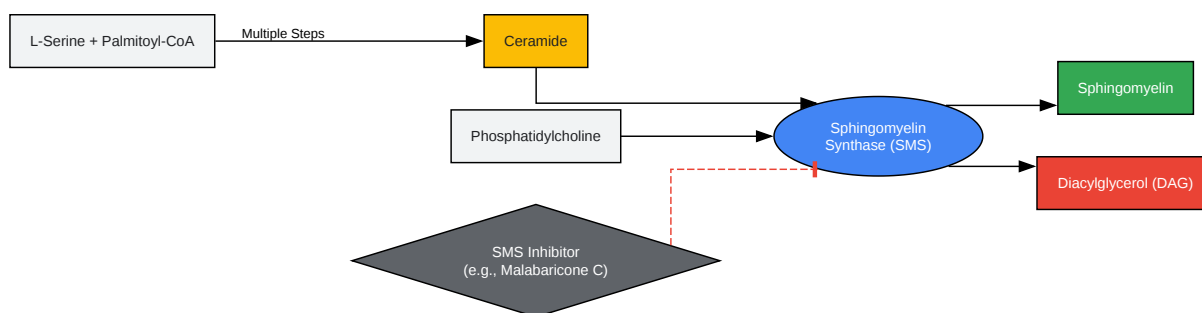 L-Serine + Palmitoyl-CoA
Multiple Steps
Ceramide
Phosphatidylcholine
Sphingomyelin
Synthase (SMS)
Sphingomyelin
Diacylglycerol (DAG)
SMS Inhibitor
(e.g., Malabaricone C)